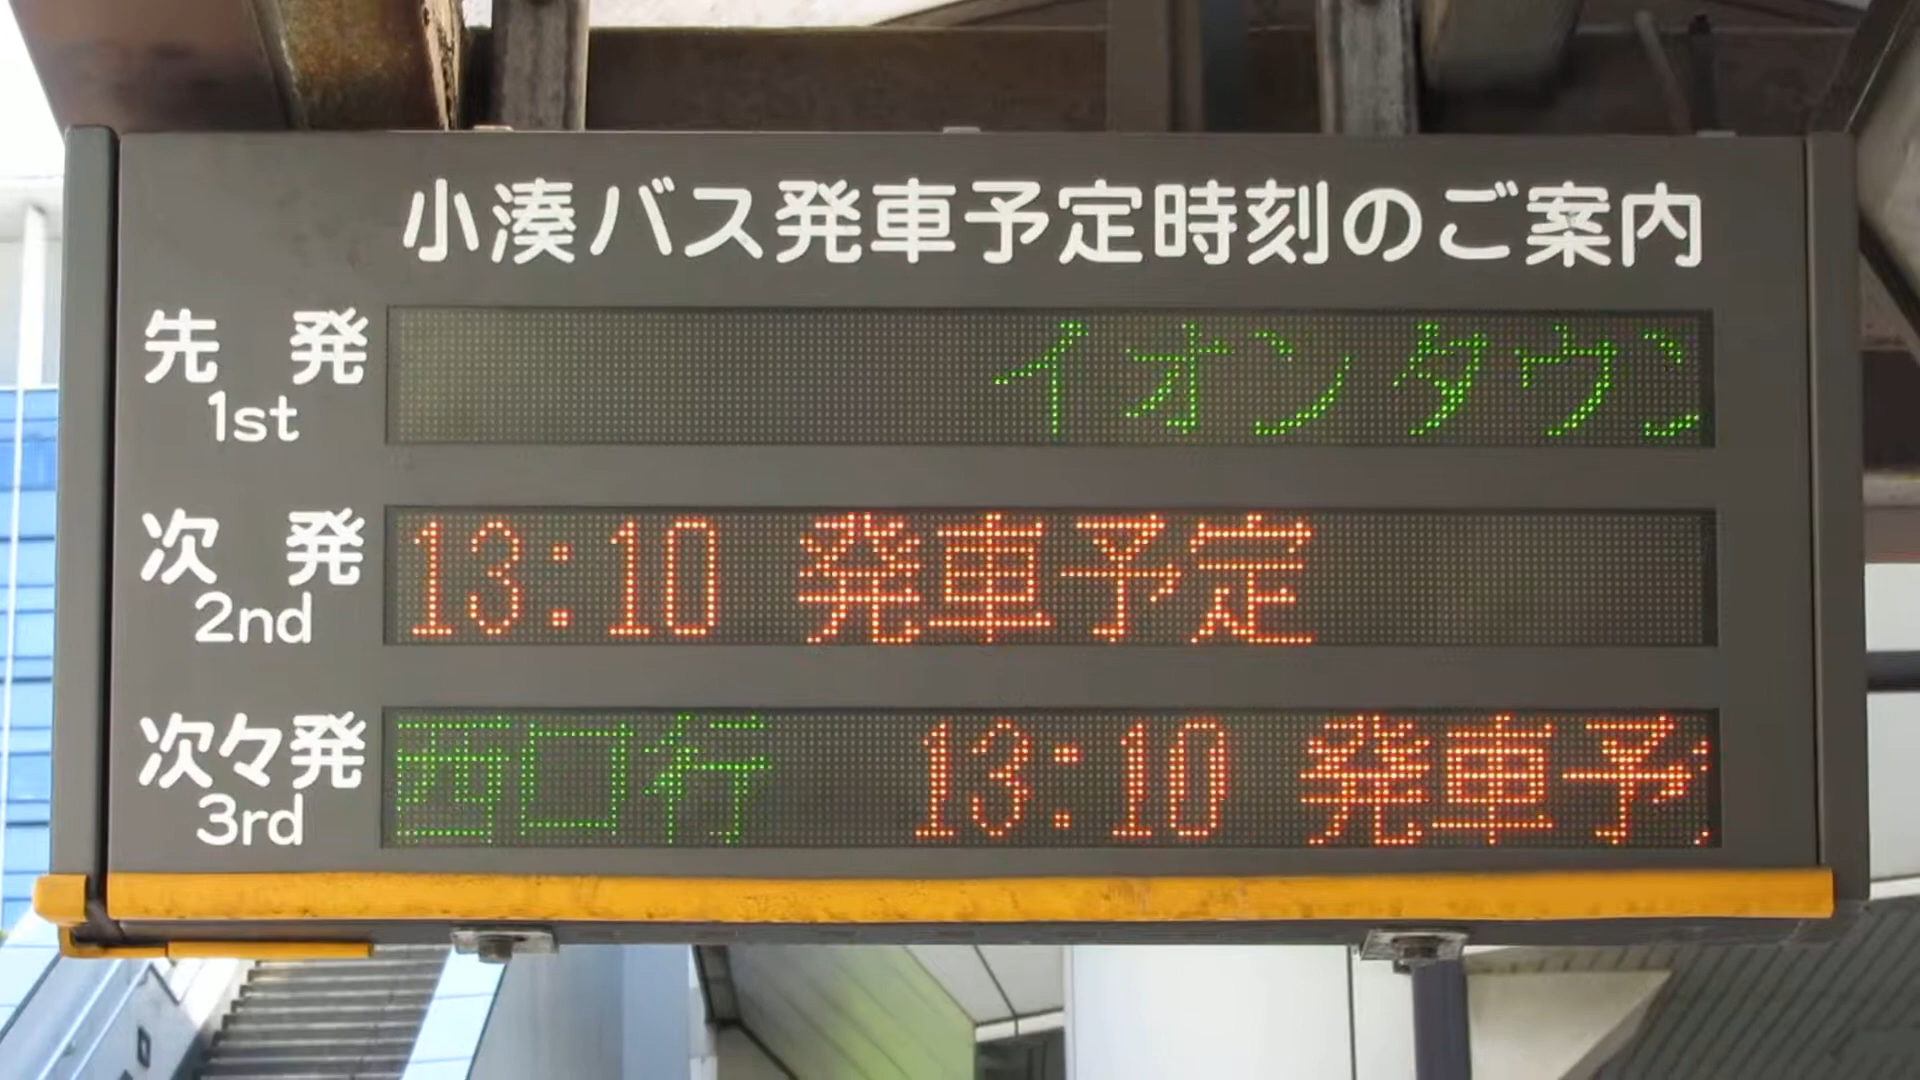 小湊バス発車予定時刻のご案内
先 発 イオンタウン
1st
次 発 13:10 発車予定
2nd
次々発 西口行 13:10 発車予
3rd